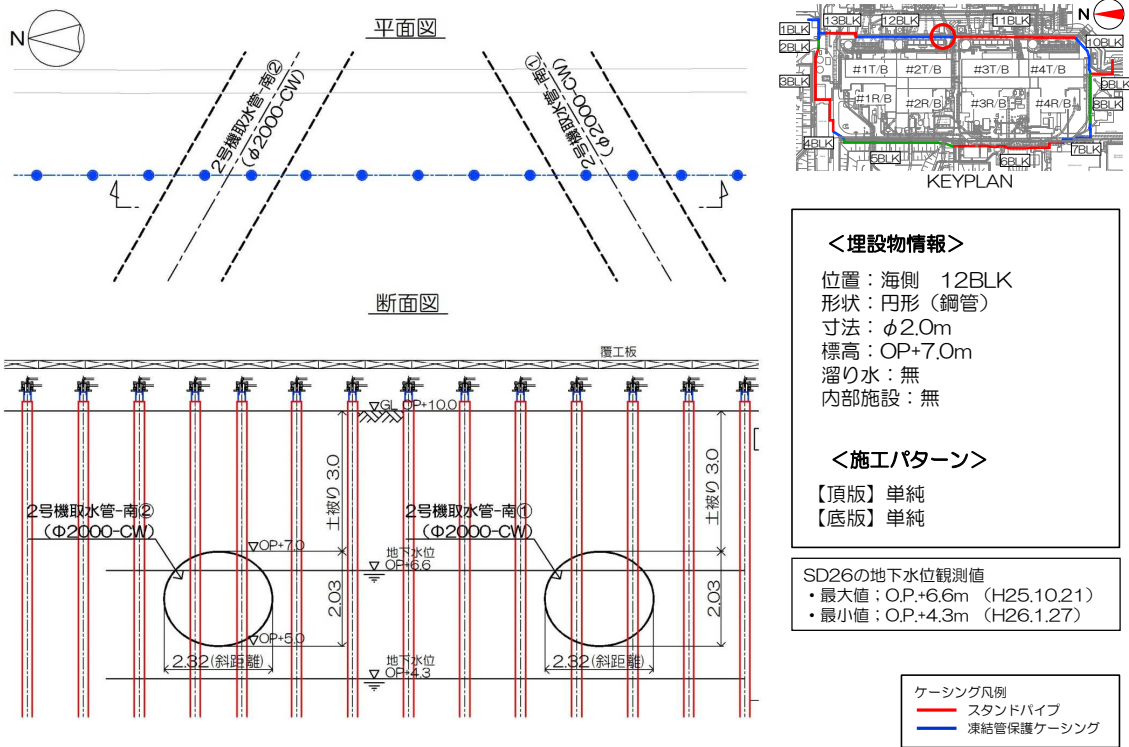 平面図
N
2号機取水管-南②
(φ2000-CW)
2号機取水管-南①
(φ2000-CW)
断面図
覆工板
▽GL OP+10.0
土被り 3.0
土被り 3.0
2号機取水管-南②
(Φ2000-CW)
2号機取水管-南①
(Φ2000-CW)
▽OP+7.0
地下水位
OP+6.6
2.03
2.03
▽OP+5.0
2.32(斜距離)
2.32(斜距離)
地下水位
OP+4.3
N
1BLK
13BLK
12BLK
11BLK
2BLK
10BLK
3BLK
#1T/B
#2T/B
#3T/B
#4T/B
9BLK
#1R/B
#2R/B
#3R/B
#4R/B
8BLK
4BLK
5BLK
6BLK
7BLK
KEYPLAN
＜埋設物情報＞
位置：海側　12BLK
形状：円形（鋼管）
寸法：φ2.0m
標高：OP+7.0m
溜り水：無
内部施設：無
＜施工パターン＞
【頂版】単純
【底版】単純
SD26の地下水位観測値
・最大値；O.P.+6.6m （H25.10.21）
・最小値；O.P.+4.3m （H26.1.27）
ケーシング凡例
スタンドパイプ
凍結管保護ケーシング